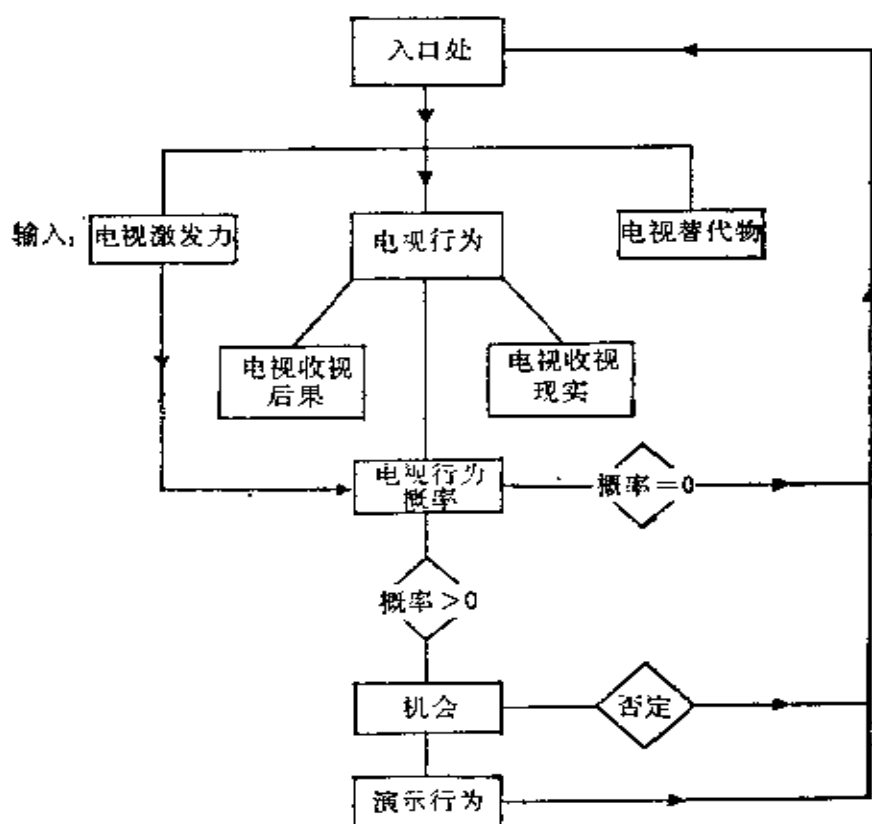 入口处
输入:
电视激发力
电视行为
电视替代物
电视收视
后果
电视收视
现实
电视行为
概率
概率=0
概率>0
机会
否定
演示行为